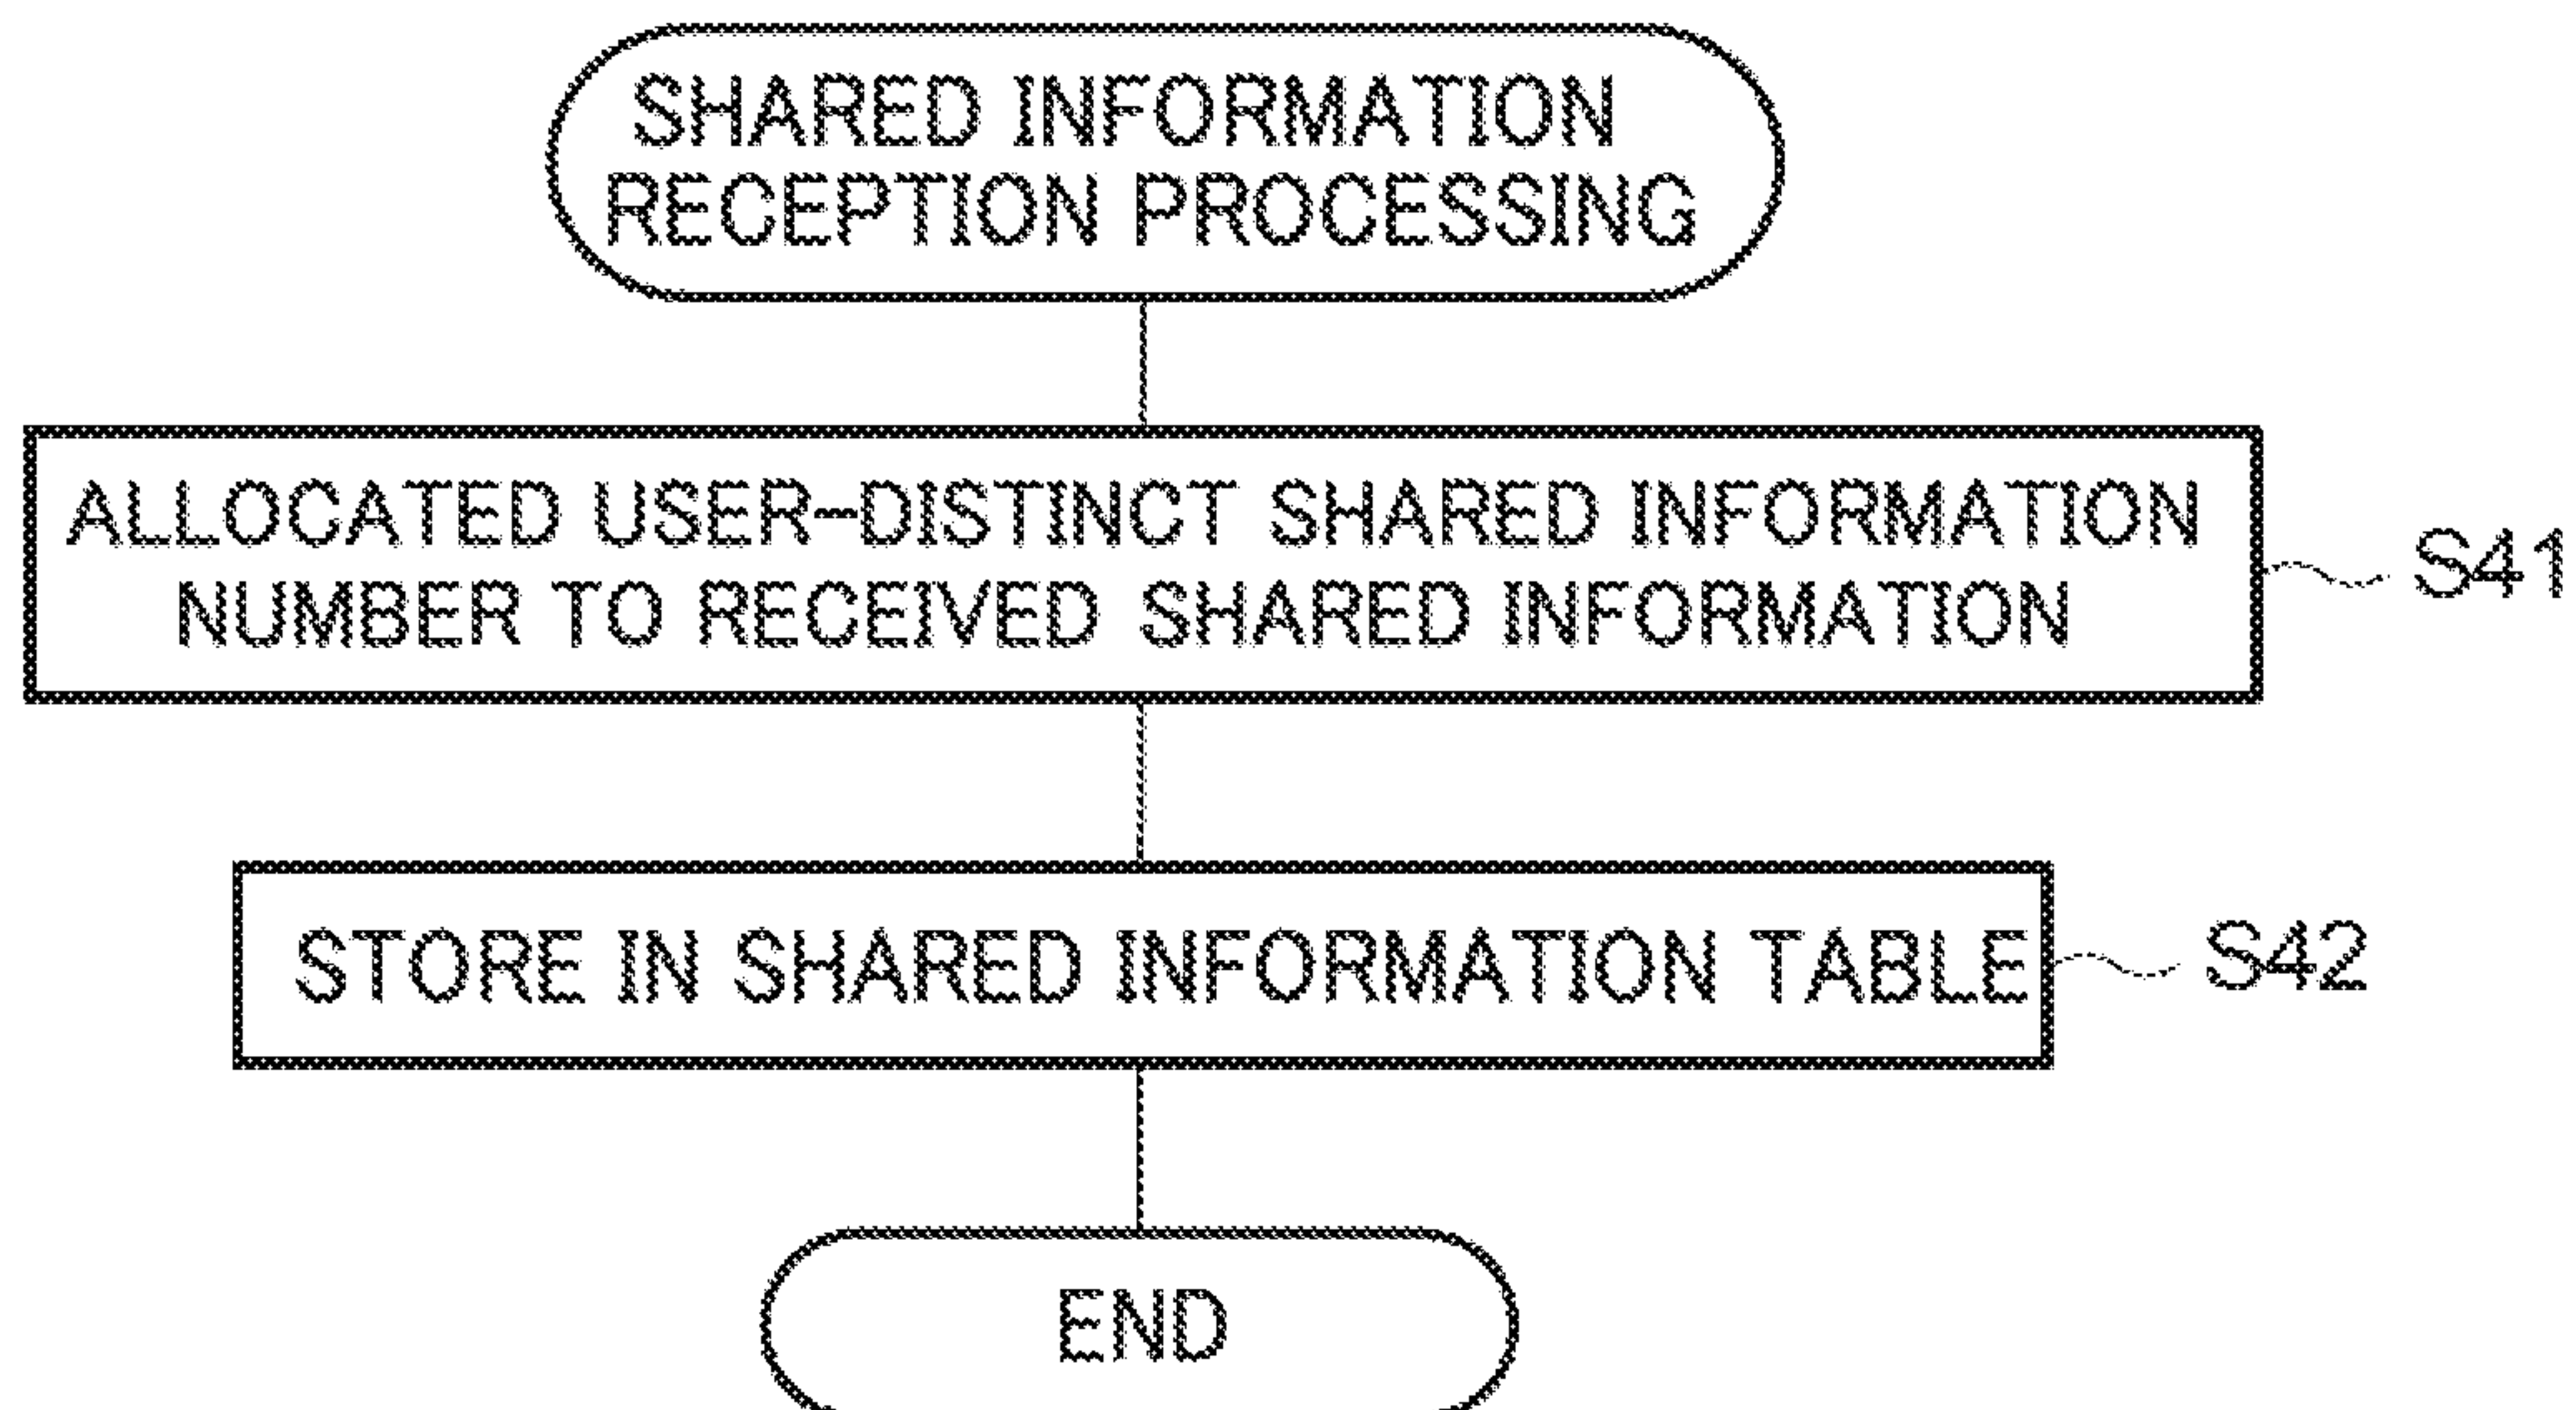 SHARED INFORMATION
RECEPTION PROCESSING
ALLOCATED USER-DISTINCT SHARED INFORMATION
NUMBER TO RECEIVED SHARED INFORMATION
S41
STORE IN SHARED INFORMATION TABLE
S42
END